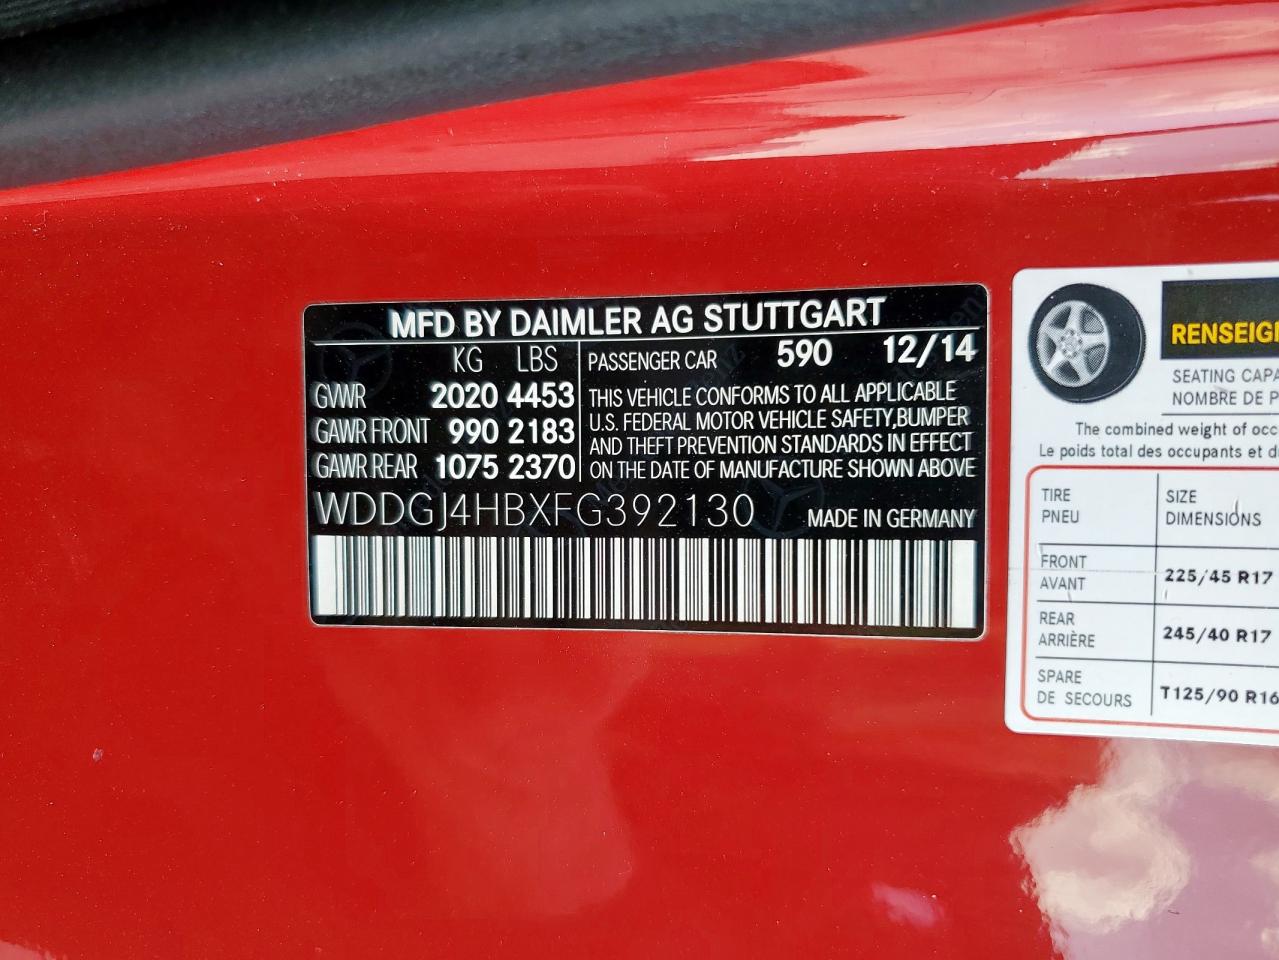 MFD BY DAIMLER AG STUTTGART
KG LBS
GVWR 2020 4453
GAWR FRONT 990 2183
GAWR REAR 1075 2370
PASSENGER CAR 590 12/14
THIS VEHICLE CONFORMS TO ALL APPLICABLE
U.S. FEDERAL MOTOR VEHICLE SAFETY,BUMPER
AND THEFT PREVENTION STANDARDS IN EFFECT
ON THE DATE OF MANUFACTURE SHOWN ABOVE
WDDGJ4HBXFG392130 MADE IN GERMANY
RENSEIG
SEATING CAPA
NOMBRE DE P
The combined weight of occ
Le poids total des occupants et d
TIRE SIZE
PNEU DIMENSIONS
FRONT
AVANT 225/45 R17
REAR
ARRIÈRE 245/40 R17
SPARE
DE SECOURS T125/90 R16